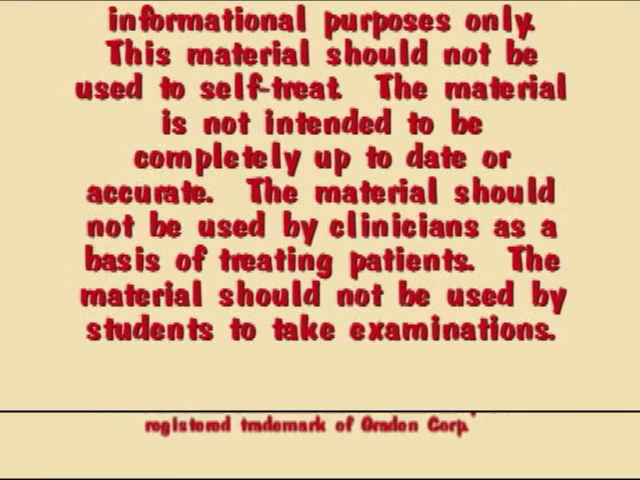 informational purposes only.
This material should not be
used to self-treat. The material
is not intended to be
completely up to date or
accurate. The material should
not be used by clinicians as a
basis of treating patients. The
material should not be used by
students to take examinations.
registered trademark of Graden Corp.